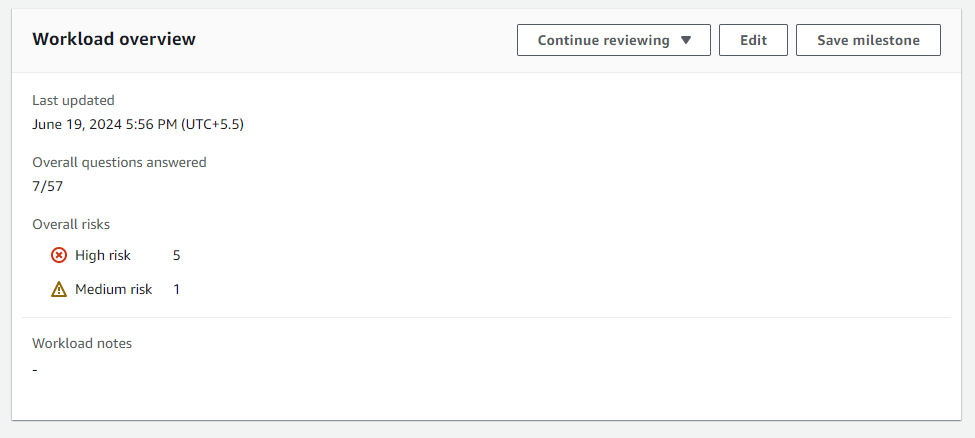 Workload overview
Continue reviewing
Edit
Save milestone
Last updated
June 19, 2024 5:56 PM (UTC+5.5)
Overall questions answered
7/57
Overall risks
High risk 5
Medium risk 1
Workload notes
-